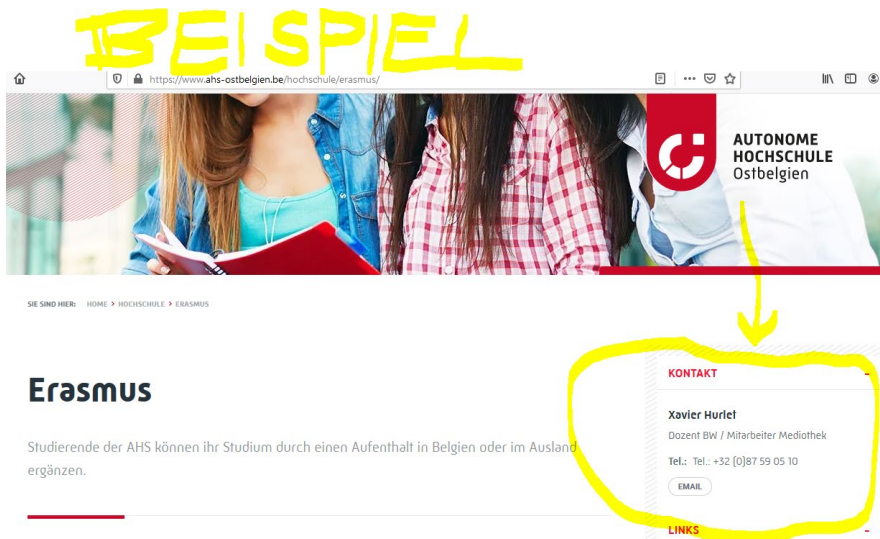 BEISPIEL
https://www.ahs-ostbelgien.be/hochschule/erasmus/
AUTONOME
HOCHSCHULE
Ostbelgien
SIE SIND HIER: HOME > HOCHSCHULE > ERASMUS
Erasmus
Studierende der AHS können ihr Studium durch einen Aufenthalt in Belgien oder im Ausland
ergänzen.
KONTAKT -
Xavier Hurlet
Dozent BW / Mitarbeiter Mediothek
Tel.: Tel.: +32 (0)87 59 05 10
EMAIL
LINKS -